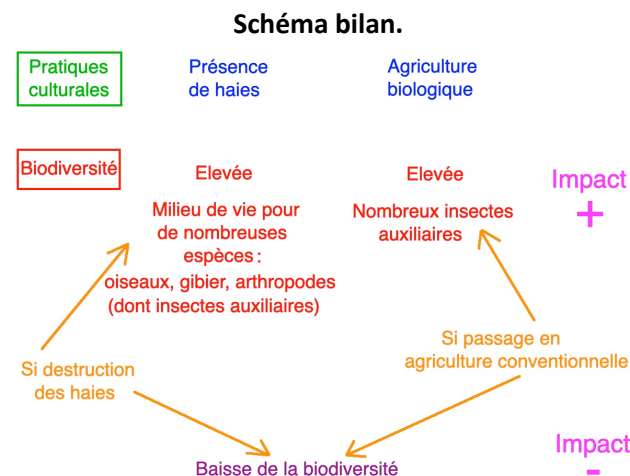 Schéma bilan.
Pratiques culturales
Présence de haies
Agriculture biologique
Biodiversité
Elevée
Elevée
Impact
+
Milieu de vie pour
de nombreuses
espèces :
oiseaux, gibier, arthropodes
(dont insectes auxiliaires)
Nombreux insectes
auxiliaires
Si destruction
des haies
Si passage en
agriculture conventionnelle
Baisse de la biodiversité
Impact
-